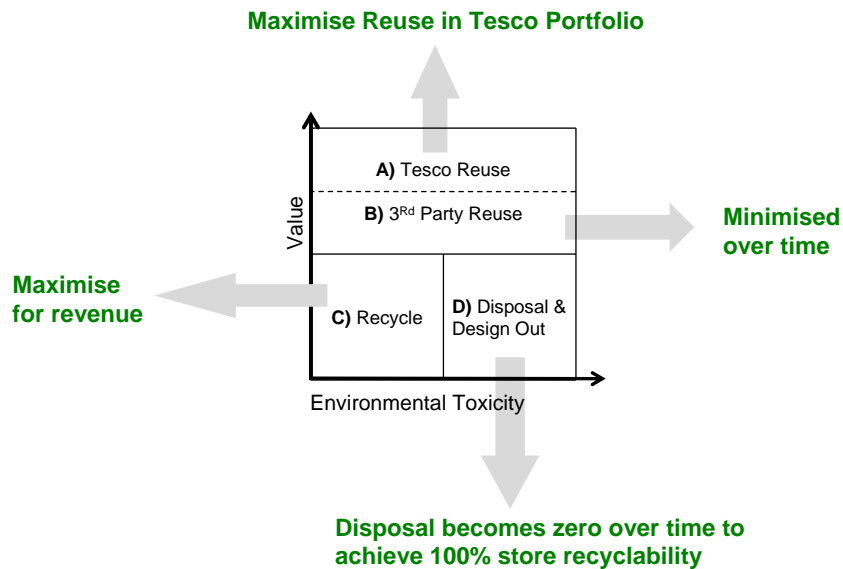 Maximise Reuse in Tesco Portfolio
A) Tesco Reuse
B) 3Rd Party Reuse
Value
Minimised
over time
Maximise
for revenue
C) Recycle
D) Disposal &
Design Out
Environmental Toxicity
Disposal becomes zero over time to
achieve 100% store recyclability